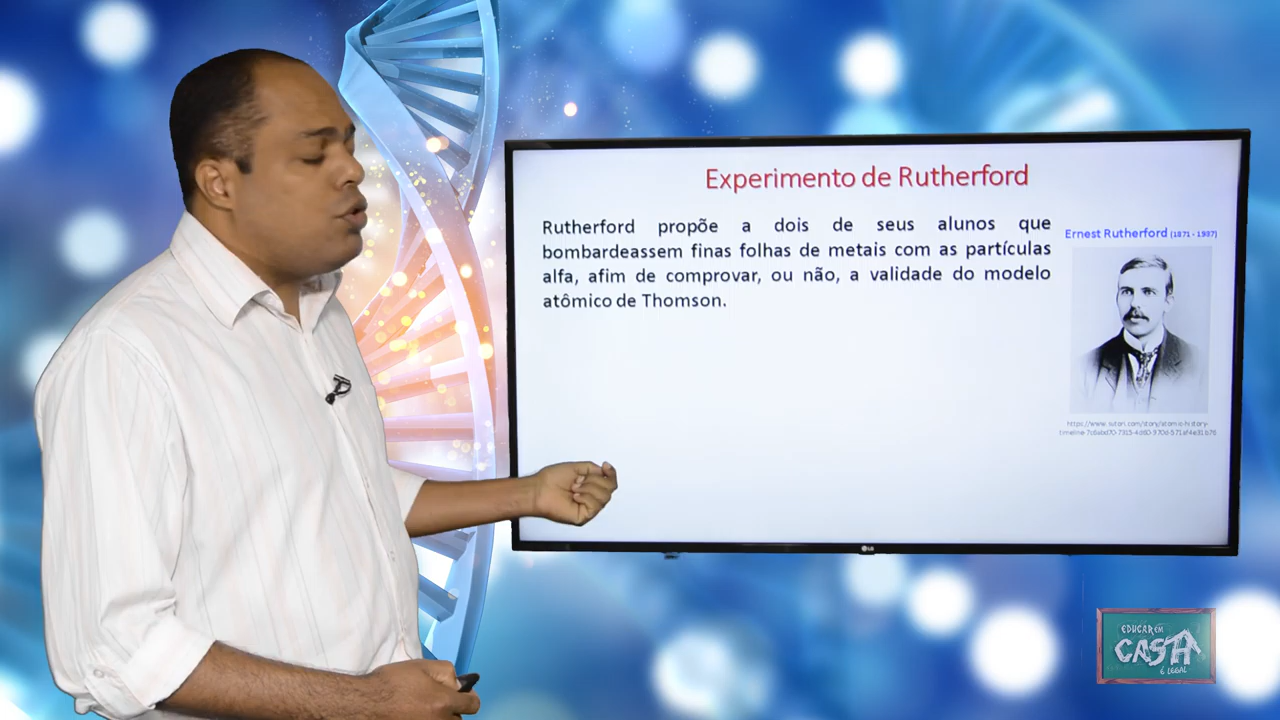 Experimento de Rutherford
Rutherford propõe a dois de seus alunos que
bombardeassem finas folhas de metais com as partículas
alfa, afim de comprovar, ou não, a validade do modelo
atômico de Thomson.
Ernest Rutherford (1871 - 1937)
LG
EDUCAR EM
CASA
É LEGAL